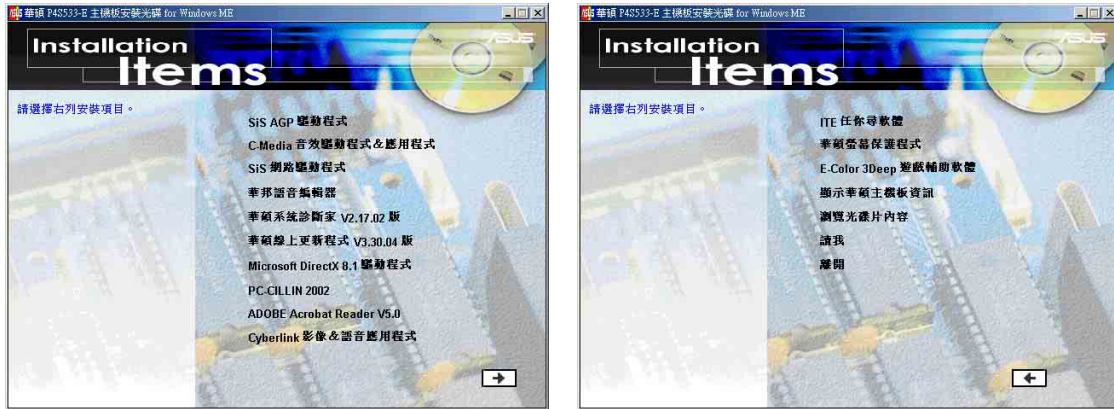 華碩 P4S533-E 主機板安裝光碟 for Windows ME
Installation
Items
ASUS
請選擇右列安裝項目。
SiS AGP 驅動程式
C-Media 音效驅動程式&應用程式
SiS 網路驅動程式
華邦語音編輯器
華碩系統診斷家 V2.17.02 版
華碩線上更新程式 V3.30.04 版
Microsoft DirectX 8.1 驅動程式
PC-CILLIN 2002
ADOBE Acrobat Reader V5.0
Cyberlink 影像&語音應用程式
華碩 P4S533-E 主機板安裝光碟 for Windows ME
Installation
Items
ASUS
請選擇右列安裝項目。
ITE 任你尋軟體
華碩螢幕保護程式
E-Color 3Deep 遊戲輔助軟體
顯示華碩主機板資訊
瀏覽光碟片內容
讀我
離開